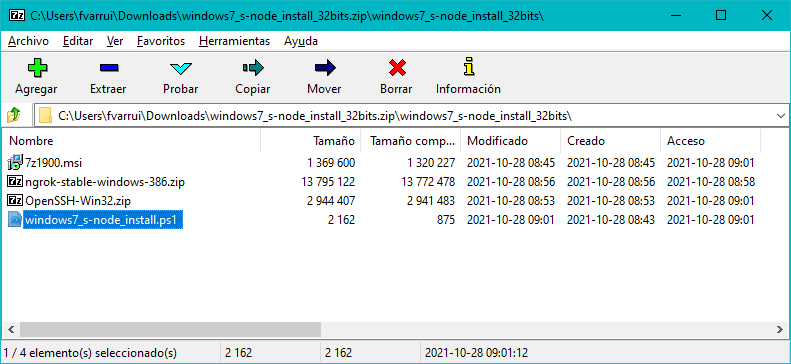 C:\Users\fvarrui\Downloads\windows7_s-node_install_32bits.zip\windows7_s-node_install_32bits\
Archivo Editar Ver Favoritos Herramientas Ayuda
Agregar Extraer Probar Copiar Mover Borrar Información
C:\Users\fvarrui\Downloads\windows7_s-node_install_32bits.zip\windows7_s-node_install_32bits\
Nombre Tamaño Tamaño comp... Modificado Creado Acceso
7z1900.msi 1 369 600 1 320 227 2021-10-28 08:45 2021-10-28 08:45 2021-10-28 09:01
ngrok-stable-windows-386.zip 13 795 122 13 772 478 2021-10-28 08:56 2021-10-28 08:56 2021-10-28 08:58
OpenSSH-Win32.zip 2 944 407 2 941 483 2021-10-28 08:53 2021-10-28 08:53 2021-10-28 09:01
windows7_s-node_install.ps1 2 162 875 2021-10-28 09:01 2021-10-28 08:43 2021-10-28 09:01
1 / 4 elemento(s) seleccionado(s) 2 162 2 162 2021-10-28 09:01:12